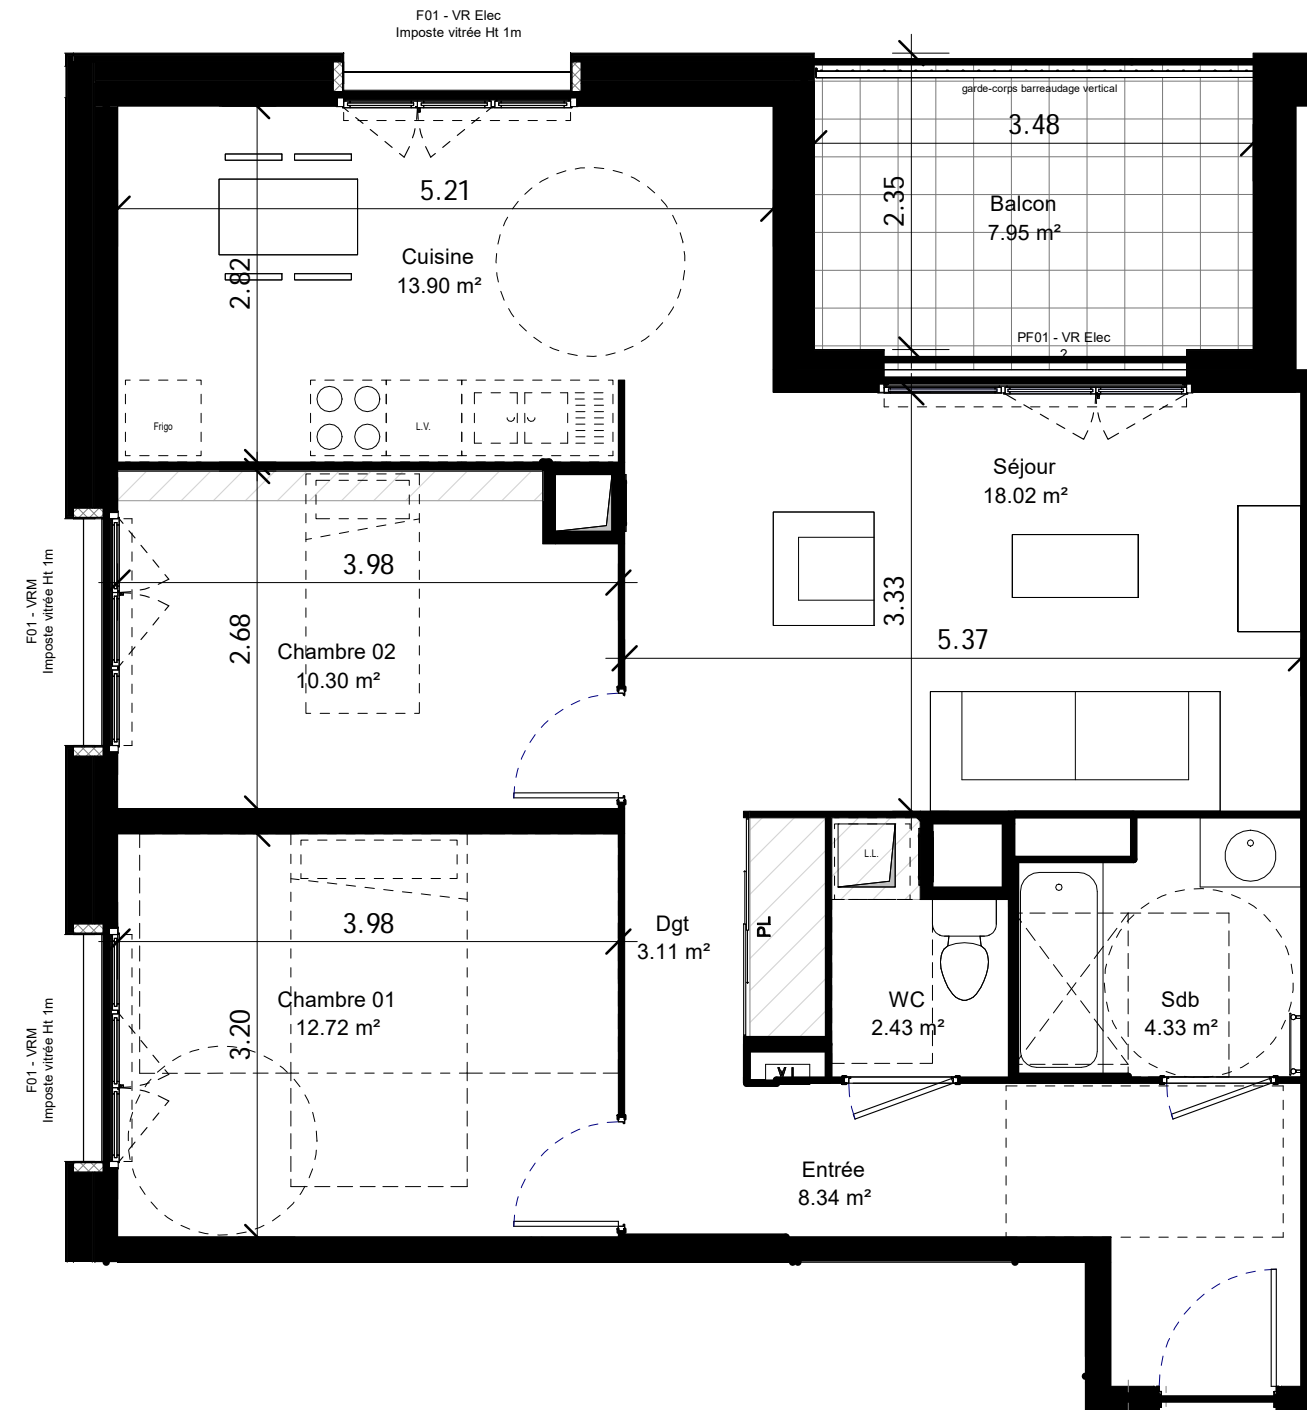 F01 - VR Elec
Imposte vitrée Ht 1m
garde-corps barreaudage vertical
3.48
5.21
2.35
Balcon
7.95 m²
Cuisine
13.90 m²
2.82
PF01 - VR Elec
2
Frigo
L.V.
Séjour
18.02 m²
F01 - VRM
Imposte vitrée Ht 1m
3.98
3.33
2.68
5.37
Chambre 02
10.30 m²
L.L.
3.98
Dgt
3.11 m²
PL
F01 - VRM
Imposte vitrée Ht 1m
Chambre 01
12.72 m²
3.20
WC
2.43 m²
Sdb
4.33 m²
Entrée
8.34 m²